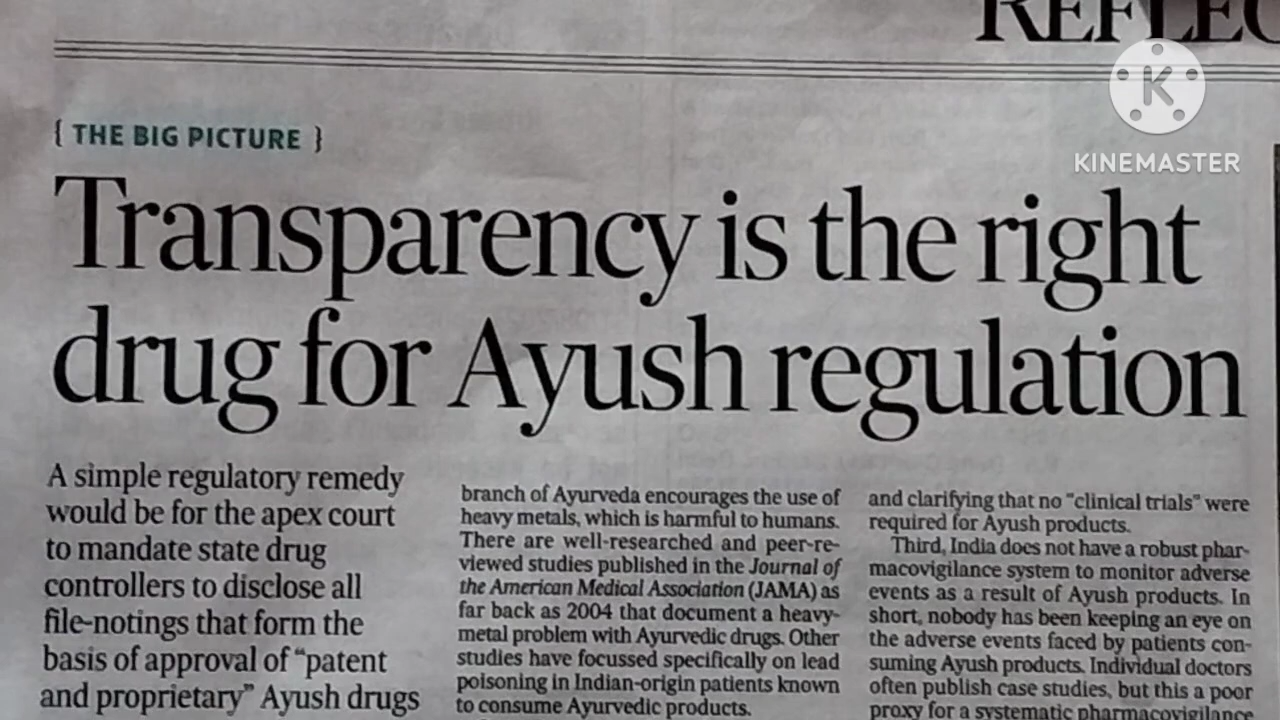 REFLEC
K
KINEMASTER
{ THE BIG PICTURE }
Transparency is the right
drug for Ayush regulation
A simple regulatory remedy
would be for the apex court
to mandate state drug
controllers to disclose all
file-notings that form the
basis of approval of “patent
and proprietary” Ayush drugs
branch of Ayurveda encourages the use of
heavy metals, which is harmful to humans.
There are well-researched and peer-re-
viewed studies published in the Journal of
the American Medical Association (JAMA) as
far back as 2004 that document a heavy-
metal problem with Ayurvedic drugs. Other
studies have focussed specifically on lead
poisoning in Indian-origin patients known
to consume Ayurvedic products.
and clarifying that no “clinical trials” were
required for Ayush products.
Third, India does not have a robust phar-
macovigilance system to monitor adverse
events as a result of Ayush products. In
short, nobody has been keeping an eye on
the adverse events faced by patients con-
suming Ayush products. Individual doctors
often publish case studies, but this a poor
proxy for a systematic pharmacovigilance